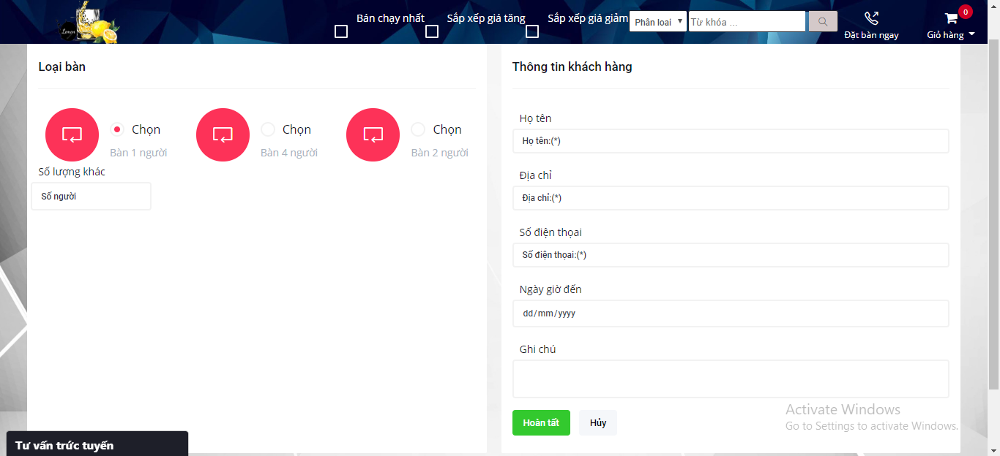 Lemon
Bán chạy nhất
Sắp xếp giá tăng
Sắp xếp giá giảm
Phân loại
Từ khóa ...
Đặt bàn ngay
0
Giỏ hàng
Loại bàn
Chọn
Bàn 1 người
Chọn
Bàn 4 người
Chọn
Bàn 2 người
Số lượng khác
Số người
Thông tin khách hàng
Họ tên
Họ tên:(*)
Địa chỉ
Địa chỉ:(*)
Số điện thọai
Số điện thọai:(*)
Ngày giờ đến
dd/mm/yyyy
Ghi chú
Hoàn tất
Hủy
Activate Windows
Go to Settings to activate Windows.
Tư vấn trức tuyến